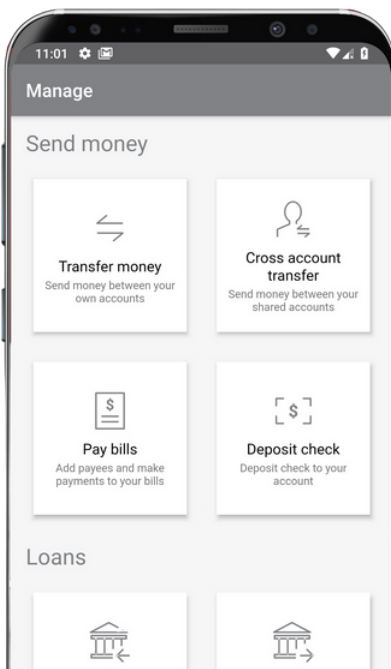 11:01
Manage
Send money
Transfer money
Send money between your
own accounts
Cross account
transfer
Send money between your
shared accounts
$
Pay bills
Add payees and make
payments to your bills
$
Deposit check
Deposit check to your
account
Loans